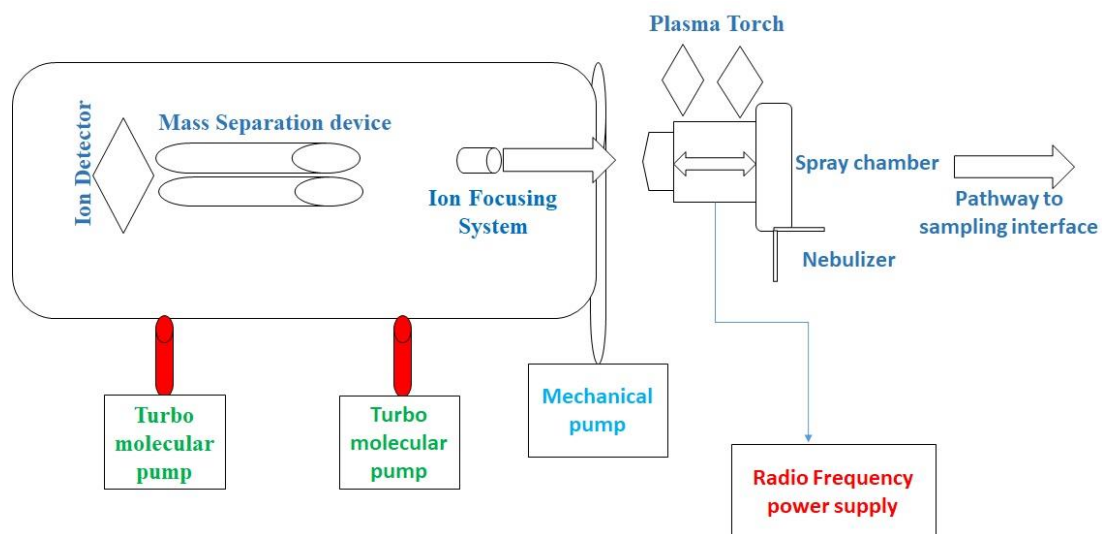 Plasma Torch
Ion Detector
Mass Separation device
Ion Focusing
System
Spray chamber
Pathway to
sampling interface
Nebulizer
Turbo
molecular
pump
Turbo
molecular
pump
Mechanical
pump
Radio Frequency
power supply